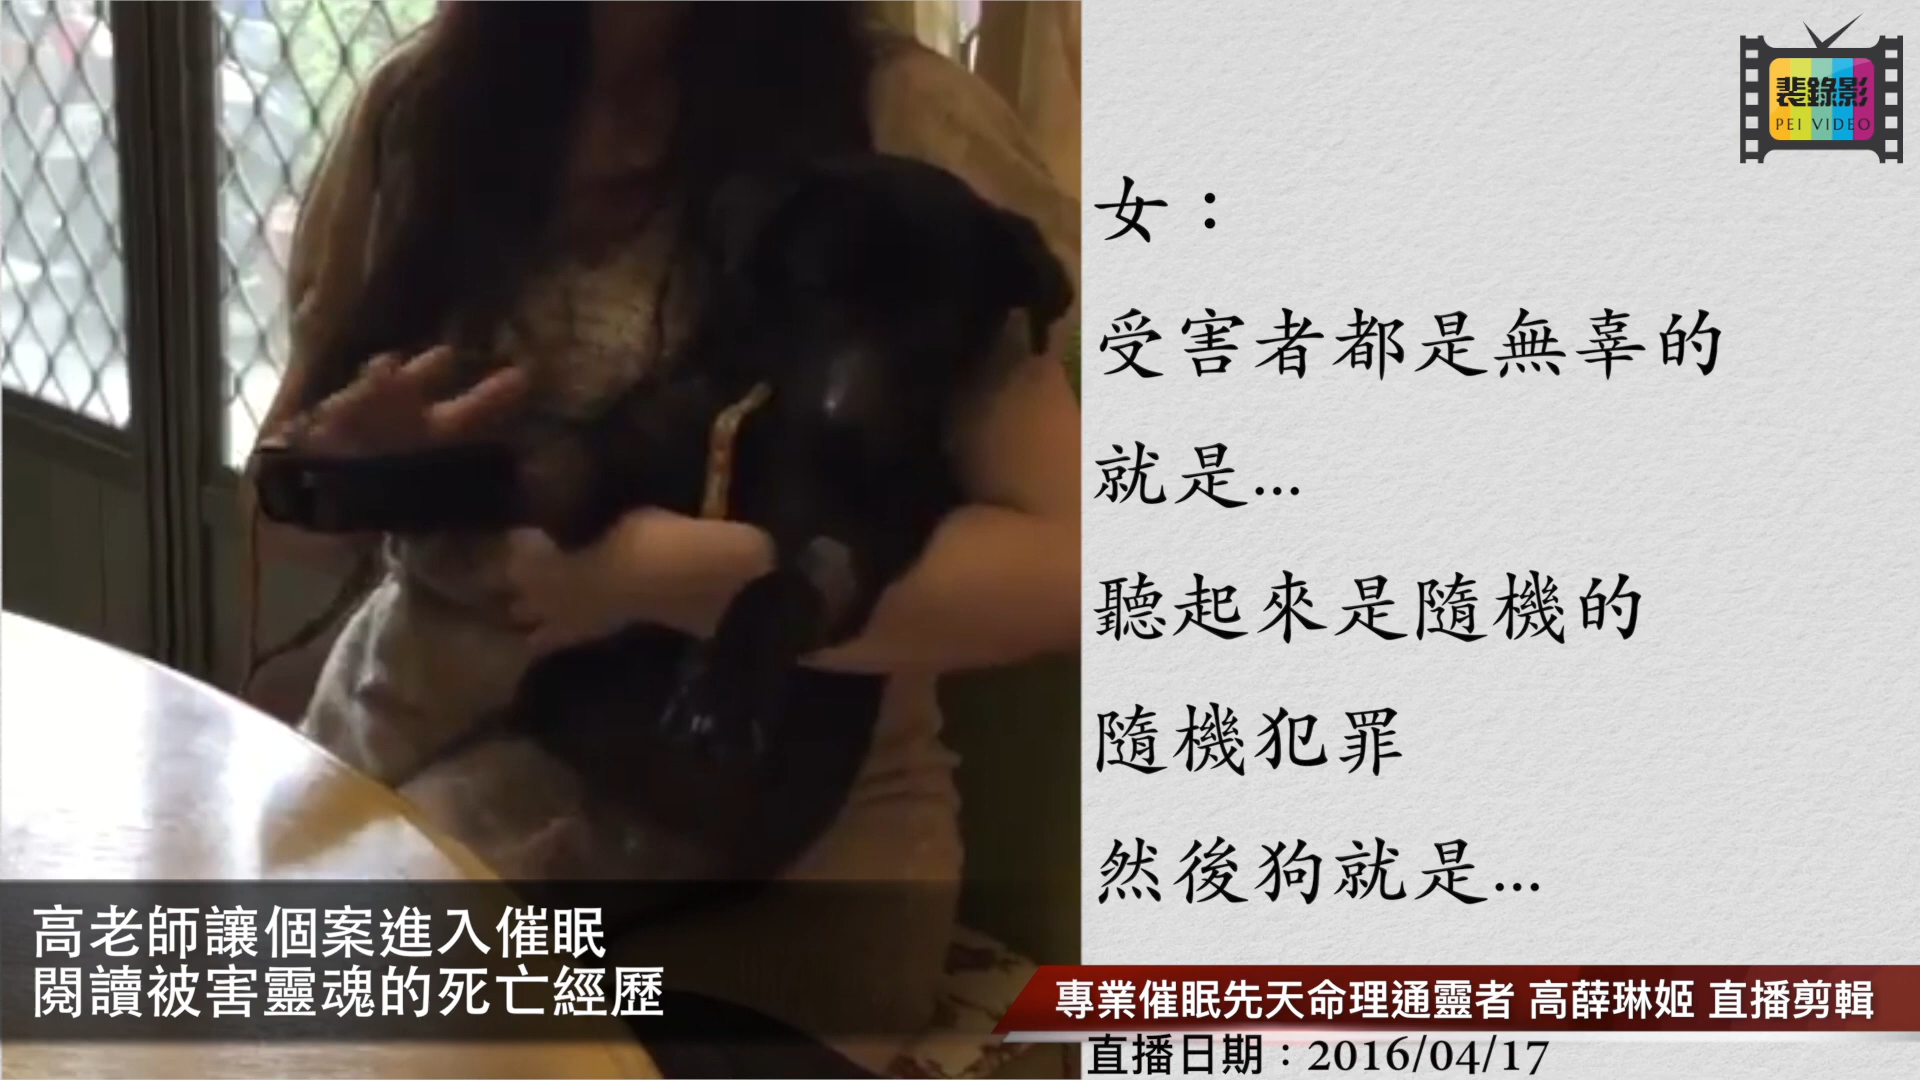 裴錄影
PEI VIDEO
女：
受害者都是無辜的
就是...
聽起來是隨機的
隨機犯罪
然後狗就是...
高老師讓個案進入催眠
閱讀被害靈魂的死亡經歷
專業催眠先天命理通靈者 高薛琳姬 直播剪輯
直播日期：2016/04/17